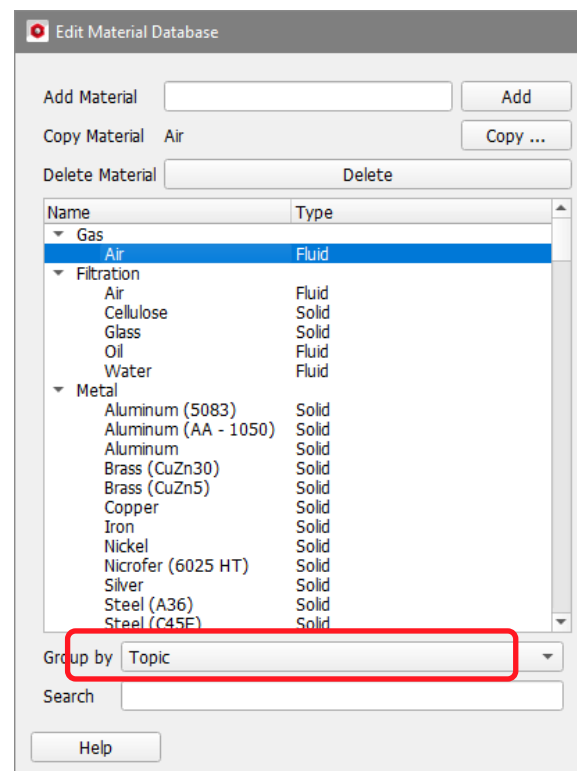 Edit Material Database
Add Material Add
Copy Material Air Copy ...
Delete Material Delete
Name Type
Gas
Air Fluid
Filtration
Air Fluid
Cellulose Solid
Glass Solid
Oil Fluid
Water Fluid
Metal
Aluminum (5083) Solid
Aluminum (AA - 1050) Solid
Aluminum Solid
Brass (CuZn30) Solid
Brass (CuZn5) Solid
Copper Solid
Iron Solid
Nickel Solid
Nicrofer (6025 HT) Solid
Silver Solid
Steel (A36) Solid
Steel (C45E) Solid
Group by Topic
Search
Help